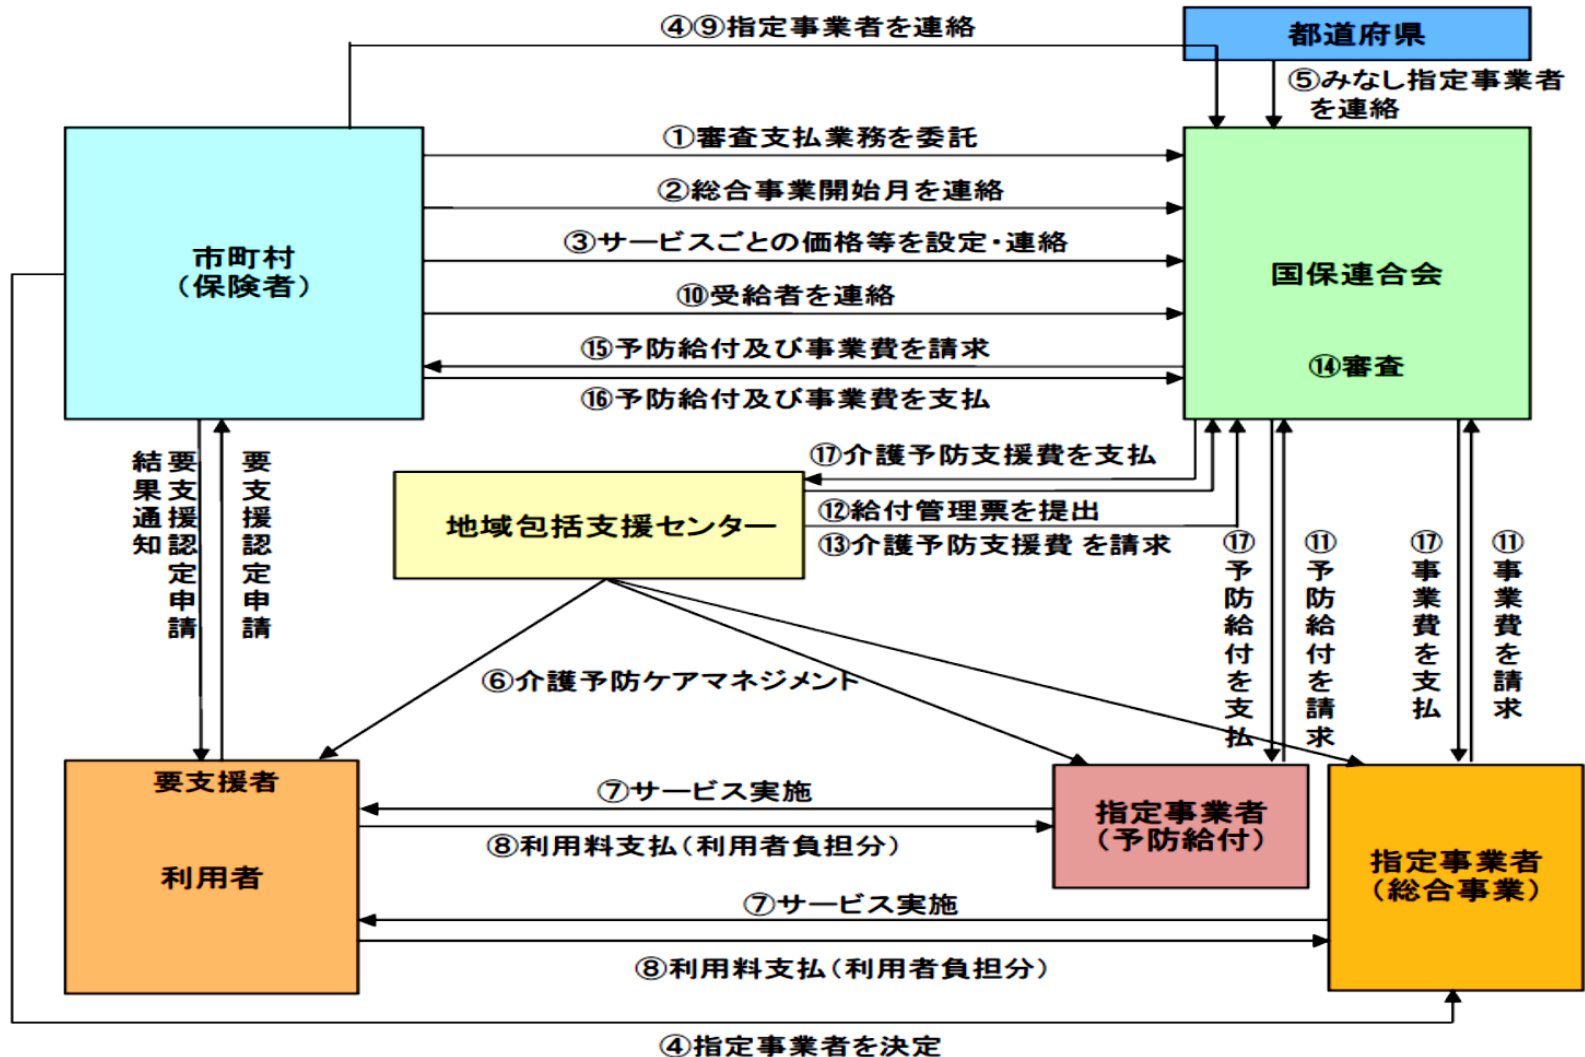 ④⑨指定事業者を連絡
都道府県
⑤みなし指定事業者
を連絡
①審査支払業務を委託
②総合事業開始月を連絡
市町村
（保険者）
③サービスごとの価格等を設定・連絡
国保連合会
⑩受給者を連絡
⑮予防給付及び事業費を請求
⑭審査
⑯予防給付及び事業費を支払
要支援認定申請
結果通知
要支援認定申請
⑰介護予防支援費を支払
地域包括支援センター
⑫給付管理票を提出
⑬介護予防支援費 を請求
⑰予防給付を支払
⑪予防給付を請求
⑰事業費を支払
⑪事業費を請求
⑥介護予防ケアマネジメント
要支援者
利用者
⑦サービス実施
⑧利用料支払（利用者負担分）
指定事業者
（予防給付）
指定事業者
（総合事業）
⑦サービス実施
⑧利用料支払（利用者負担分）
④指定事業者を決定